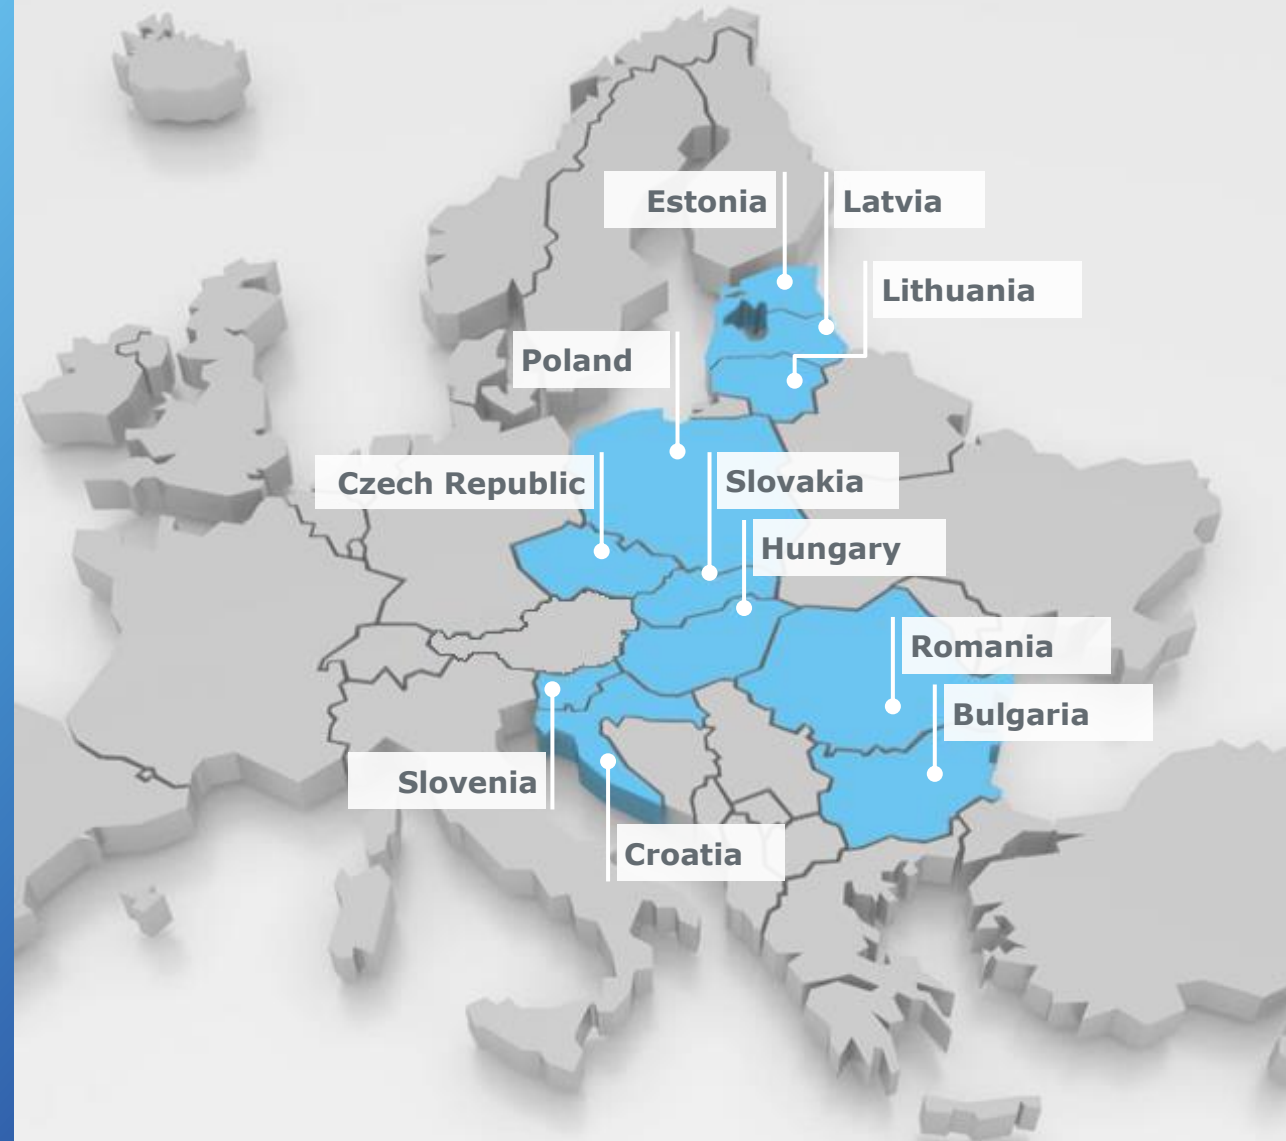 Estonia
Latvia
Lithuania
Poland
Czech Republic
Slovakia
Hungary
Romania
Bulgaria
Slovenia
Croatia